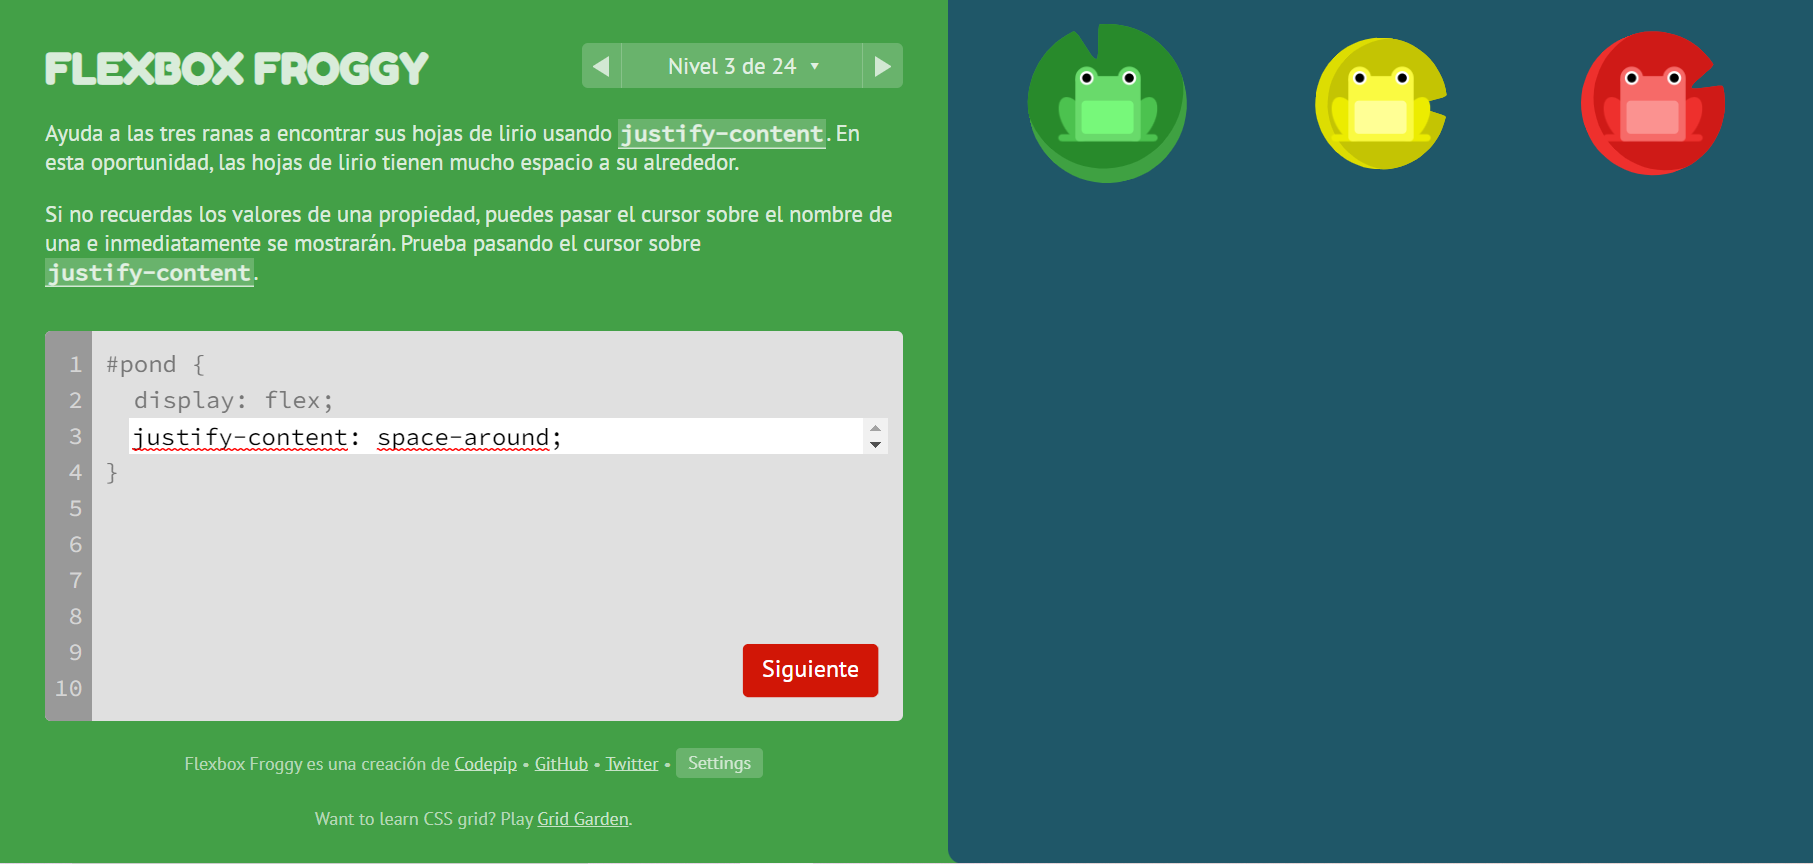 FLEXBOX FROGGY
Nivel 3 de 24
Ayuda a las tres ranas a encontrar sus hojas de lirio usando justify-content. En
esta oportunidad, las hojas de lirio tienen mucho espacio a su alrededor.
Si no recuerdas los valores de una propiedad, puedes pasar el cursor sobre el nombre de
una e inmediatamente se mostrarán. Prueba pasando el cursor sobre
justify-content.
1 #pond {
2 display: flex;
3 justify-content: space-around;
4 }
5
6
7
8
9
10
Siguiente
Flexbox Froggy es una creación de Codepip • GitHub • Twitter • Settings
Want to learn CSS grid? Play Grid Garden.